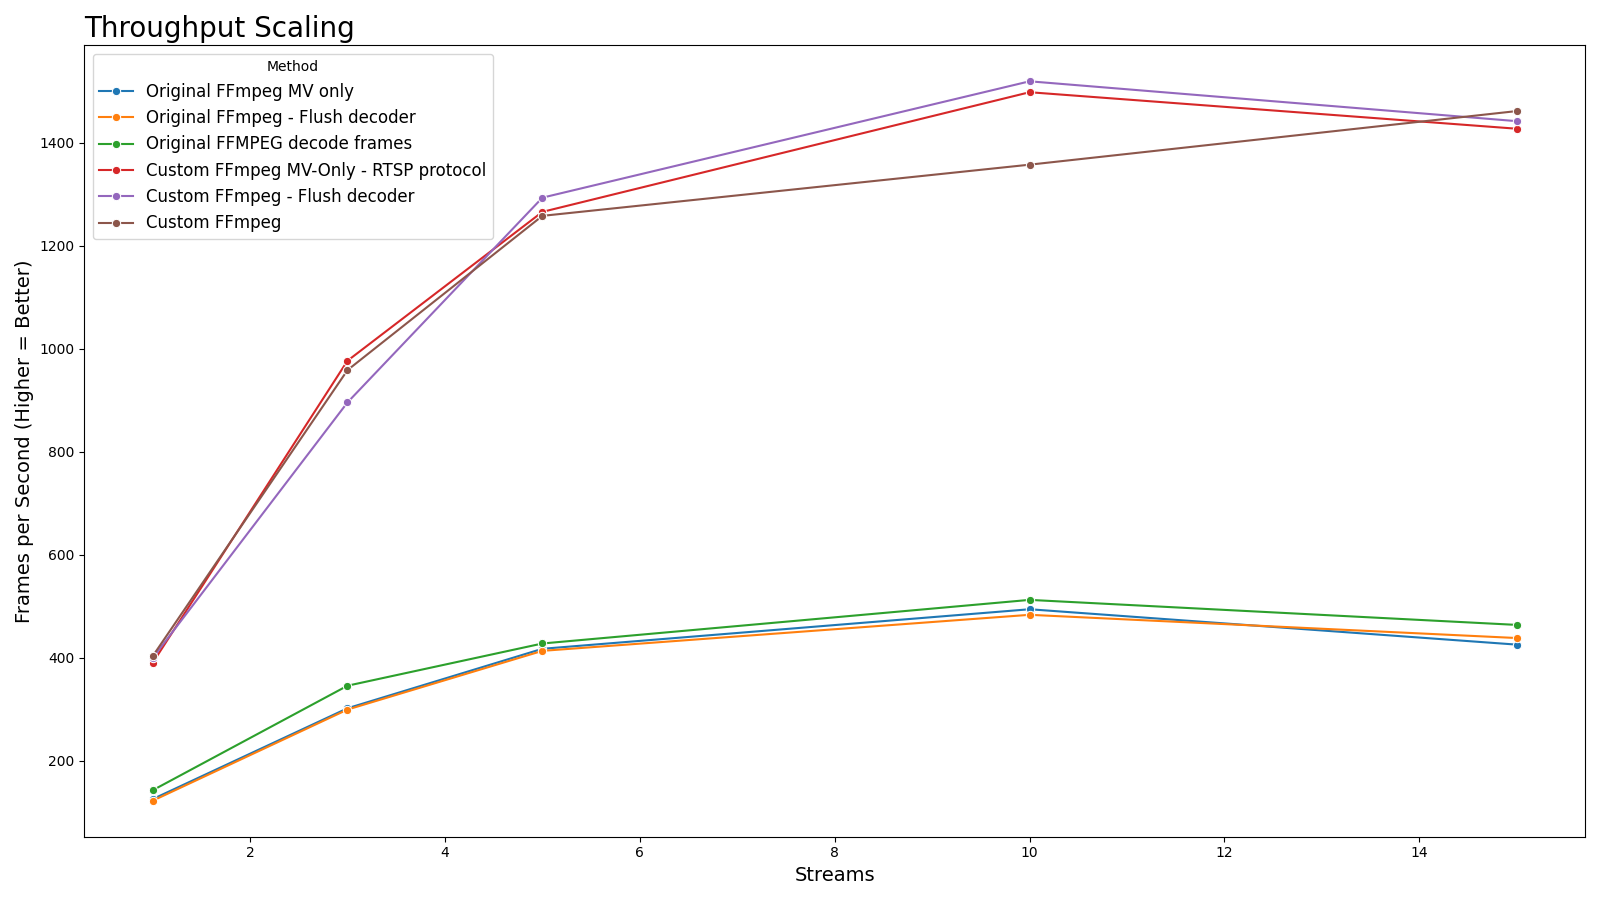 Throughput Scaling
Method
Original FFmpeg MV only
Original FFmpeg - Flush decoder
Original FFMPEG decode frames
Custom FFmpeg MV-Only - RTSP protocol
Custom FFmpeg - Flush decoder
Custom FFmpeg
Frames per Second (Higher = Better)
1400
1200
1000
800
600
400
200
2 4 6 8 10 12 14
Streams